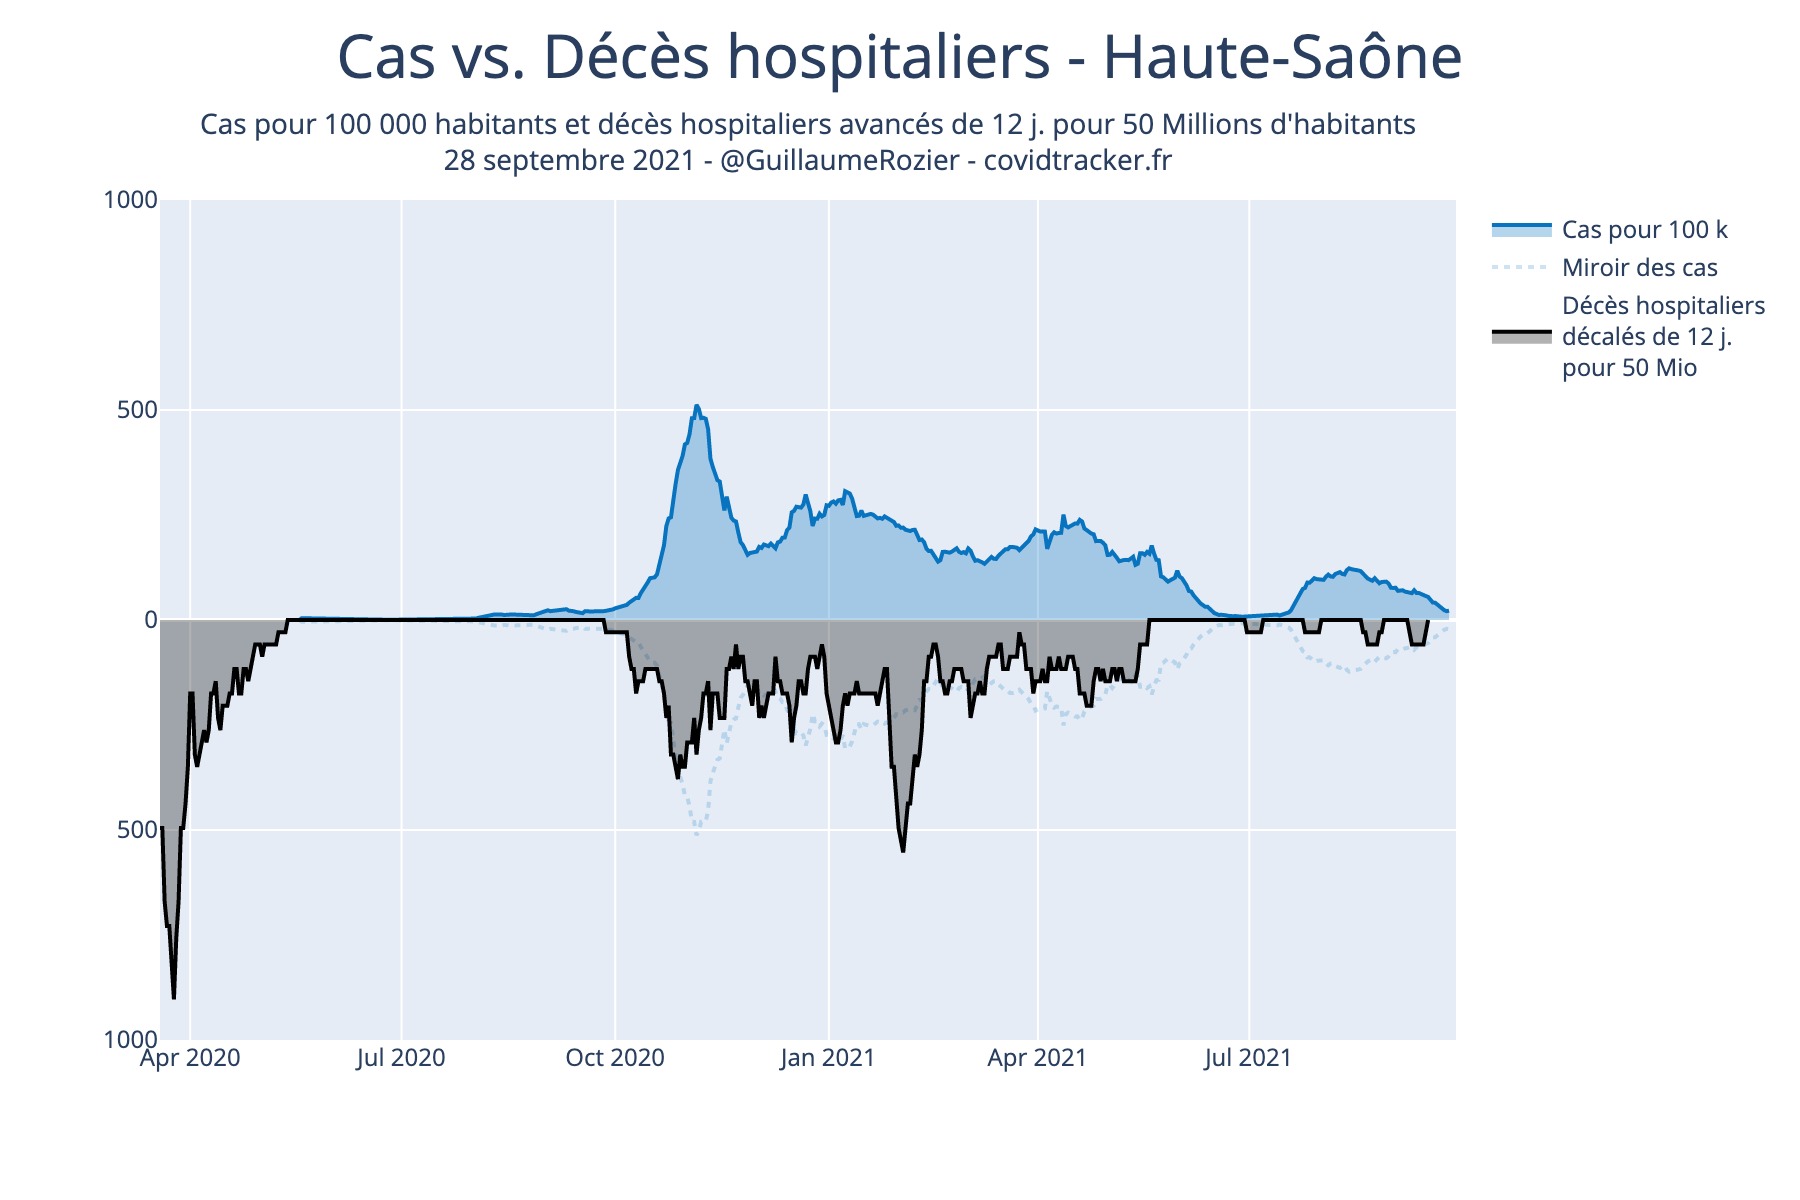 Cas vs. Décès hospitaliers - Haute-Saône
Cas pour 100 000 habitants et décès hospitaliers avancés de 12 j. pour 50 Millions d'habitants
28 septembre 2021 - @GuillaumeRozier - covidtracker.fr
1000
500
0
500
1000
Apr 2020
Jul 2020
Oct 2020
Jan 2021
Apr 2021
Jul 2021
Cas pour 100 k
Miroir des cas
Décès hospitaliers
décalés de 12 j.
pour 50 Mio